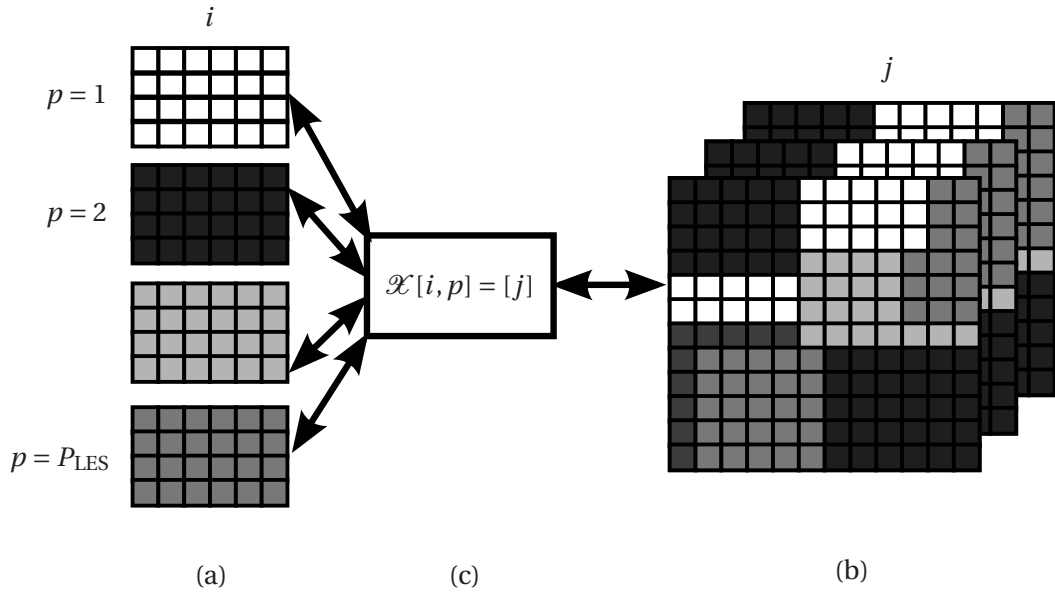 i
j
p = 1
p = 2
𝒳[i, p] = [j]
p = P_LES
(a)
(c)
(b)